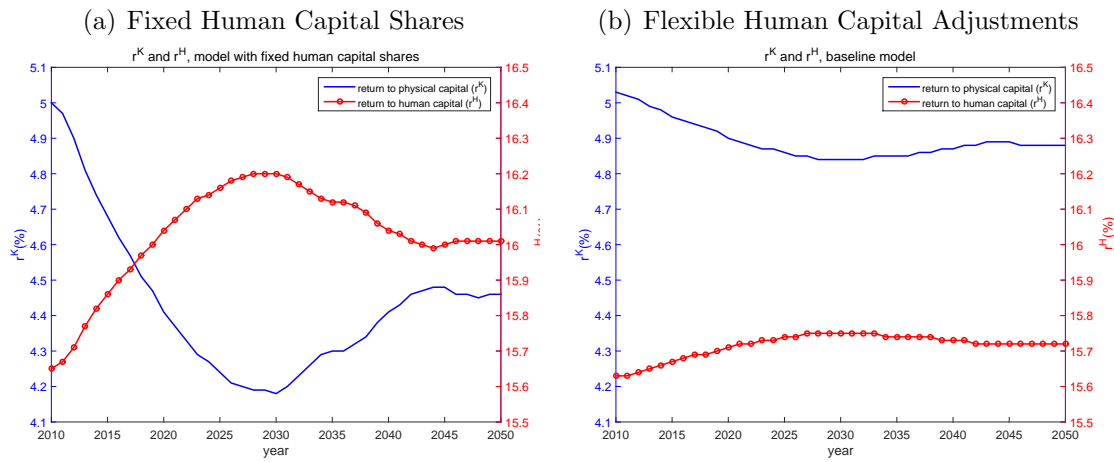 (a) Fixed Human Capital Shares
r^K and r^H, model with fixed human capital shares
return to physical capital (r^K)
return to human capital (r^H)
5.1
5
4.9
4.8
4.7
4.6
4.5
4.4
4.3
4.2
4.1
r^K(%)
16.5
16.4
16.3
16.2
16.1
16
15.9
15.8
15.7
15.6
15.5
2010 2015 2020 2025 2030 2035 2040 2045 2050
year
(b) Flexible Human Capital Adjustments
r^K and r^H, baseline model
return to physical capital (r^K)
return to human capital (r^H)
5.1
5
4.9
4.8
4.7
4.6
4.5
4.4
4.3
4.2
4.1
r^K(%)
16.5
16.4
16.3
16.2
16.1
16
15.9
15.8
15.7
15.6
15.5
r^H(%)
2010 2015 2020 2025 2030 2035 2040 2045 2050
year